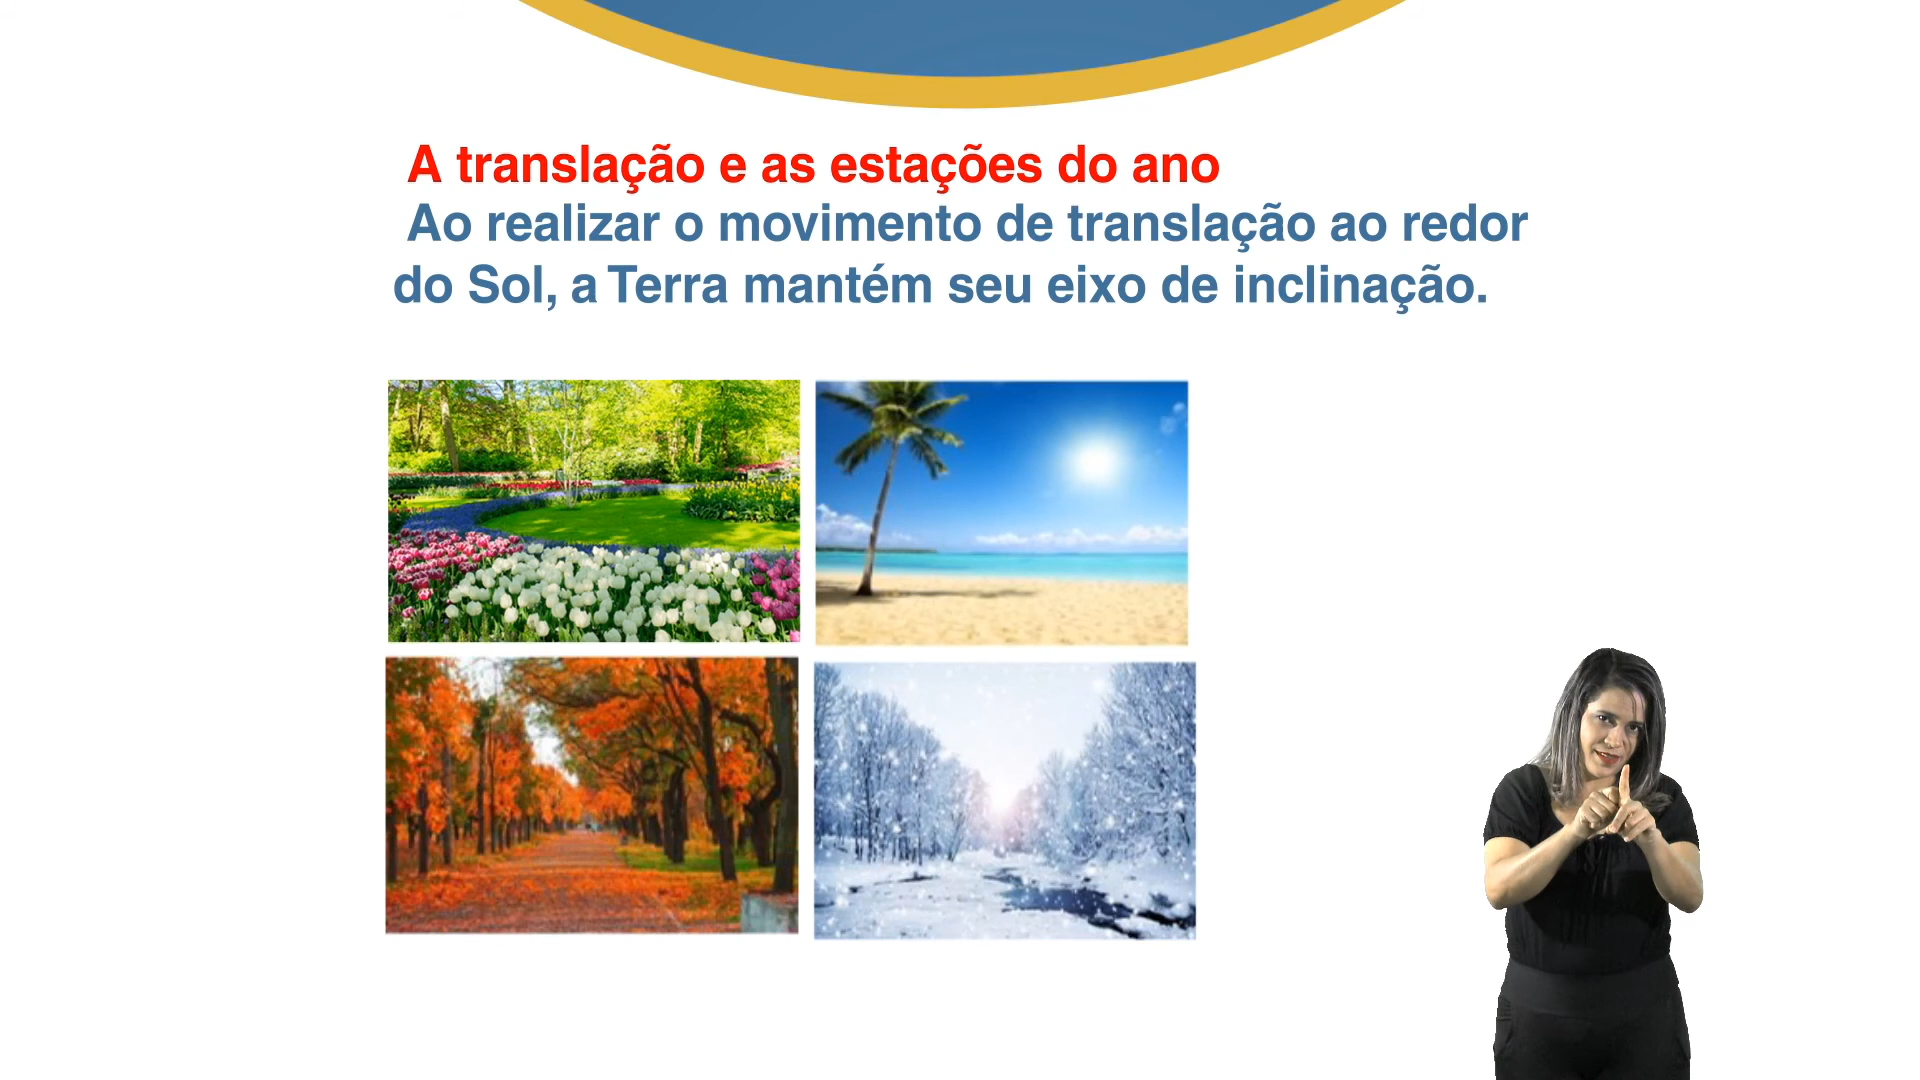 A translação e as estações do ano
Ao realizar o movimento de translação ao redor
do Sol, a Terra mantém seu eixo de inclinação.